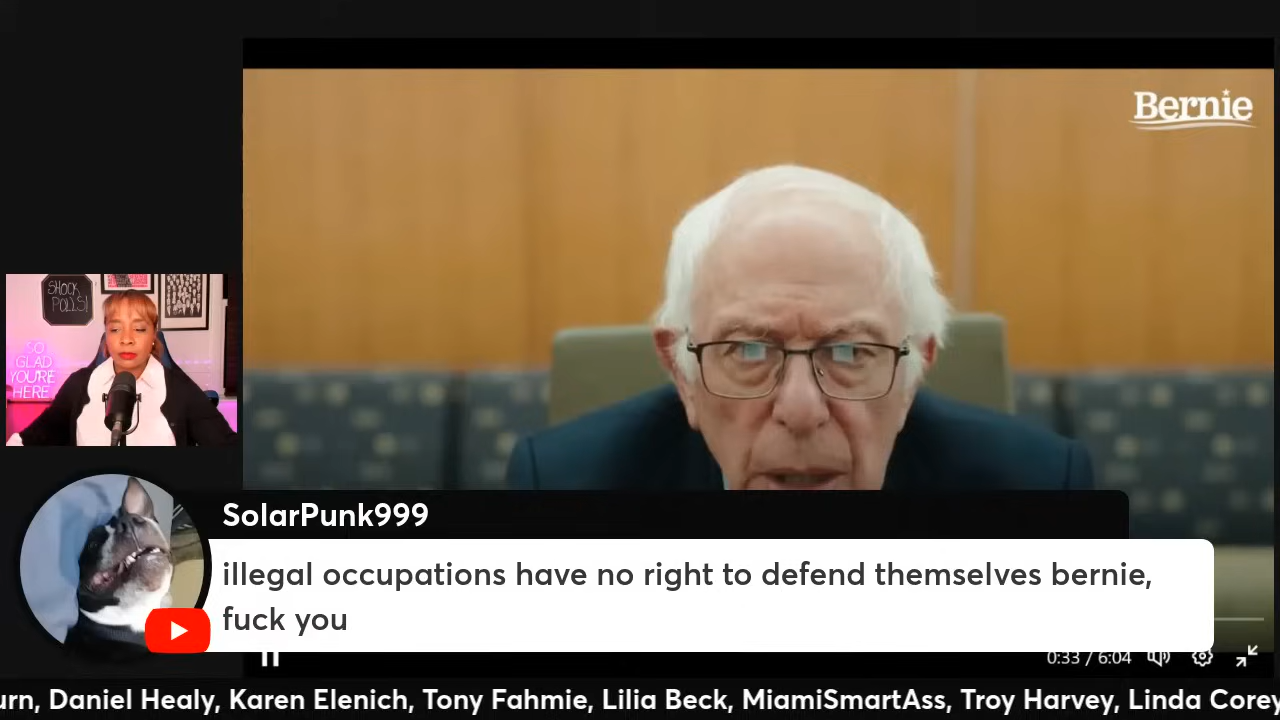 Bernie
SHOCK
POLLS!
SO
GLAD
YOU'RE
HERE
SolarPunk999
illegal occupations have no right to defend themselves bernie,
fuck you
0:33 / 6:04
urn, Daniel Healy, Karen Elenich, Tony Fahmie, Lilia Beck, MiamiSmartAss, Troy Harvey, Linda Corey